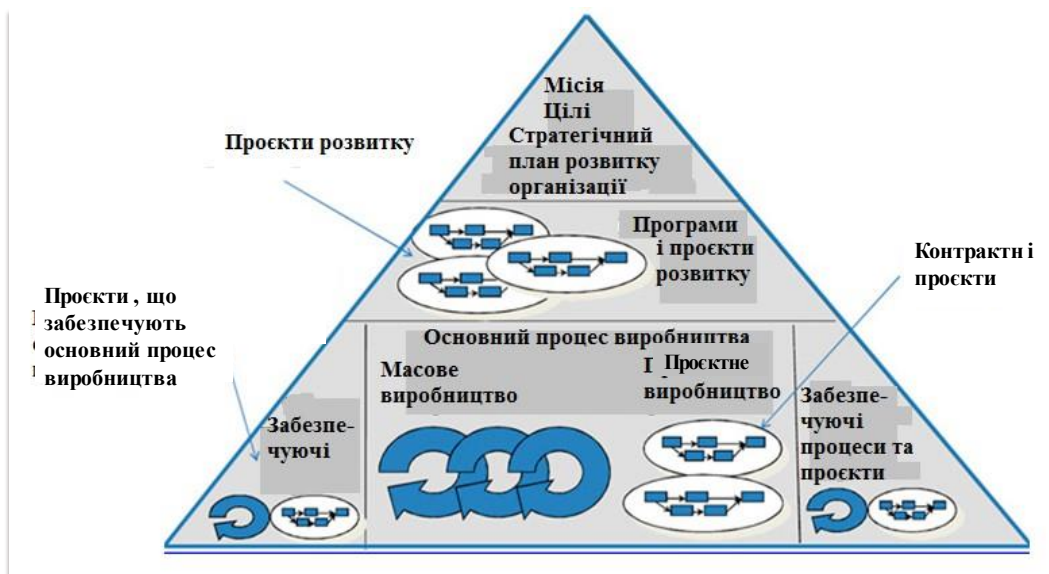 Місія
Цілі
Стратегічний
план розвитку
організації
Проєкти розвитку
Програми
і проєкти
розвитку
Контрактн і
проєкти
Проєкти , що
забезпечують
основний процес
виробництва
Основний процес виробництва
Масове
виробництво
Проєктне
виробництво
Забезпе-
чуючі
Забезпе-
чуючі
процеси та
проєкти